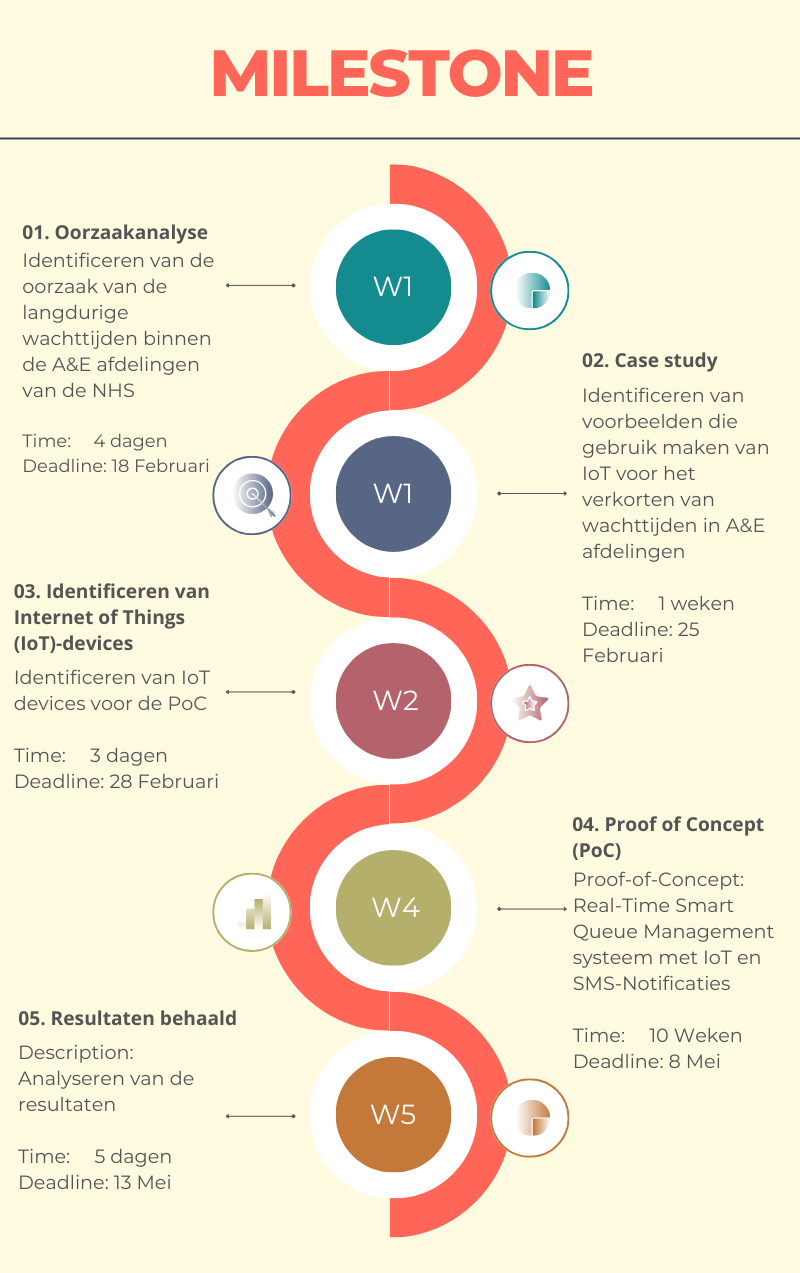 MILESTONE
01. Oorzaakanalyse
Identificeren van de
oorzaak van de
langdurige
wachttijden binnen
de A&E afdelingen
van de NHS
Time: 4 dagen
Deadline: 18 Februari
W1
02. Case study
Identificeren van
voorbeelden die
gebruik maken van
IoT voor het
verkorten van
wachttijden in A&E
afdelingen
Time: 1 weken
Deadline: 25
Februari
W1
03. Identificeren van
Internet of Things
(IoT)-devices
Identificeren van IoT
devices voor de PoC
Time: 3 dagen
Deadline: 28 Februari
W2
04. Proof of Concept
(PoC)
Proof-of-Concept:
Real-Time Smart
Queue Management
systeem met IoT en
SMS-Notificaties
Time: 10 Weken
Deadline: 8 Mei
W4
05. Resultaten behaald
Description:
Analyseren van de
resultaten
Time: 5 dagen
Deadline: 13 Mei
W5